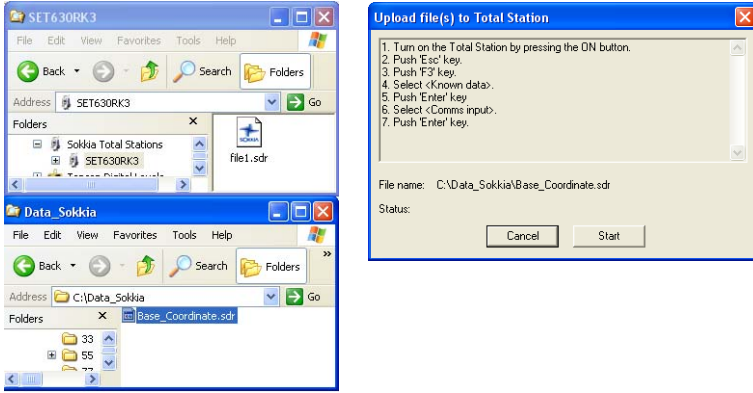 SET630RK3
File Edit View Favorites Tools Help
Back Search Folders
Address SET630RK3 Go
Folders x
Sokkia Total Stations
SET630RK3
SOKKIA
file1.sdr
Data_Sokkia
File Edit View Favorites Tools Help
Back Search Folders »
Address C:\Data_Sokkia Go
Folders x
Base_Coordinate.sdr
33
55
77
Upload file(s) to Total Station
1. Turn on the Total Station by pressing the ON button.
2. Push 'Esc' key.
3. Push 'F3' key.
4. Select <Known data>.
5. Push 'Enter' key
6. Select <Comms input>.
7. Push 'Enter' key.
File name: C:\Data_Sokkia\Base_Coordinate.sdr
Status:
Cancel Start